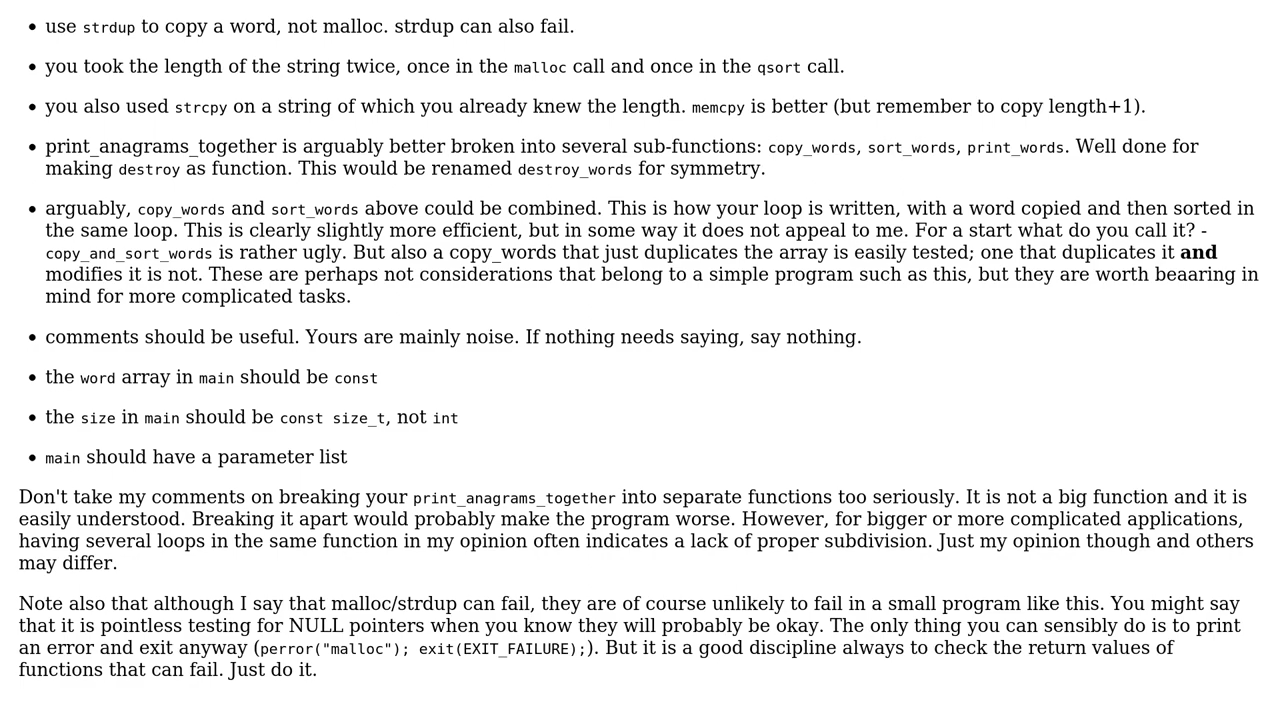 • use strdup to copy a word, not malloc. strdup can also fail.
• you took the length of the string twice, once in the malloc call and once in the qsort call.
• you also used strcpy on a string of which you already knew the length. memcpy is better (but remember to copy length+1).
• print_anagrams_together is arguably better broken into several sub-functions: copy_words, sort_words, print_words. Well done for
making destroy as function. This would be renamed destroy_words for symmetry.
• arguably, copy_words and sort_words above could be combined. This is how your loop is written, with a word copied and then sorted in
the same loop. This is clearly slightly more efficient, but in some way it does not appeal to me. For a start what do you call it? -
copy_and_sort_words is rather ugly. But also a copy_words that just duplicates the array is easily tested; one that duplicates it and
modifies it is not. These are perhaps not considerations that belong to a simple program such as this, but they are worth beaaring in
mind for more complicated tasks.
• comments should be useful. Yours are mainly noise. If nothing needs saying, say nothing.
• the word array in main should be const
• the size in main should be const size_t, not int
• main should have a parameter list
Don't take my comments on breaking your print_anagrams_together into separate functions too seriously. It is not a big function and it is
easily understood. Breaking it apart would probably make the program worse. However, for bigger or more complicated applications,
having several loops in the same function in my opinion often indicates a lack of proper subdivision. Just my opinion though and others
may differ.
Note also that although I say that malloc/strdup can fail, they are of course unlikely to fail in a small program like this. You might say
that it is pointless testing for NULL pointers when you know they will probably be okay. The only thing you can sensibly do is to print
an error and exit anyway (perror("malloc"); exit(EXIT_FAILURE);). But it is a good discipline always to check the return values of
functions that can fail. Just do it.